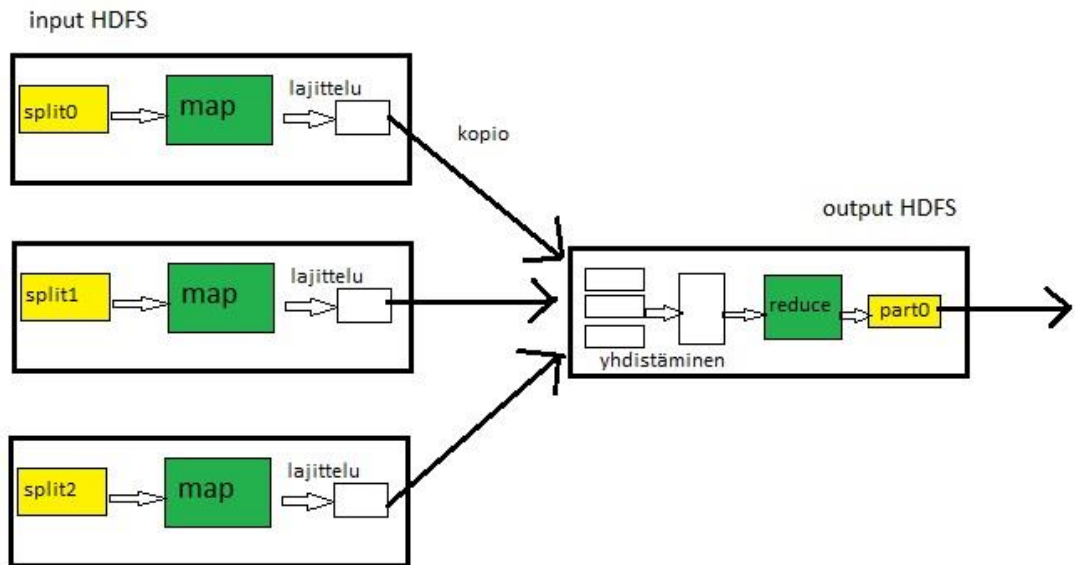 input HDFS
split0
map
lajittelu
kopio
output HDFS
split1
map
lajittelu
reduce
part0
yhdistäminen
split2
map
lajittelu